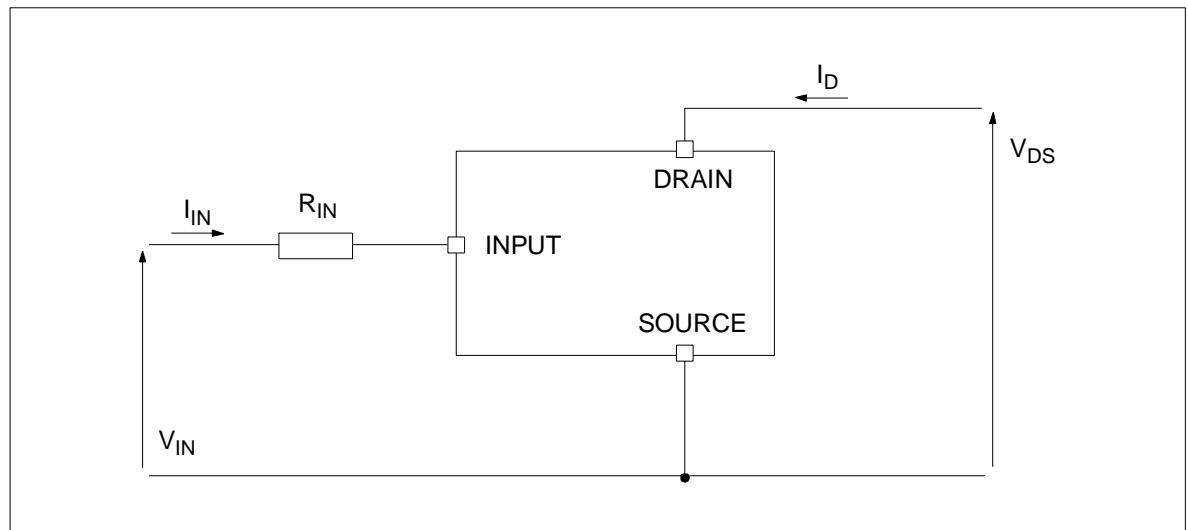 I_D
V_DS
DRAIN
I_IN
R_IN
INPUT
SOURCE
V_IN